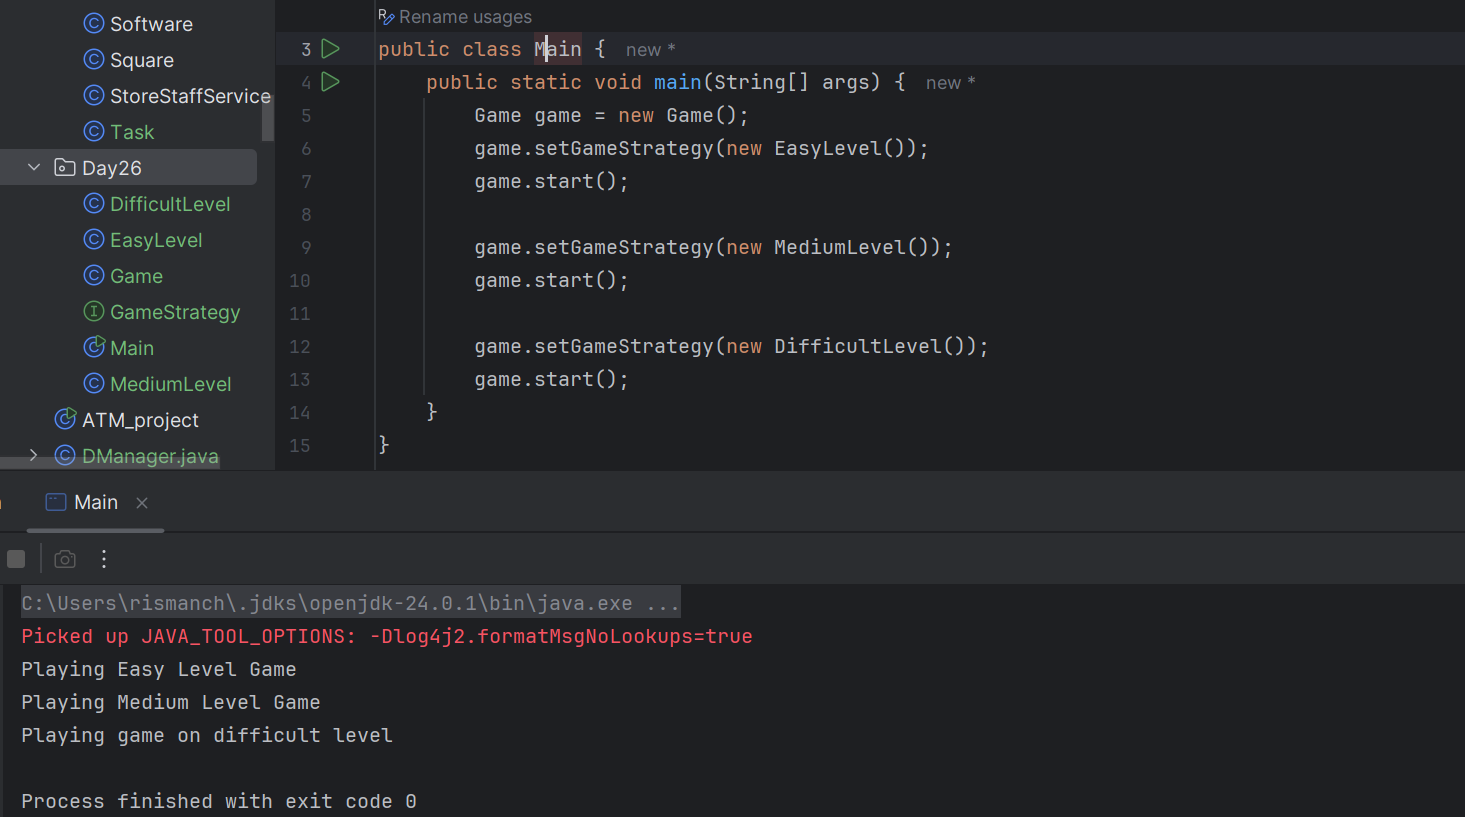 Software
Square
StoreStaffService
Task
Day26
DifficultLevel
EasyLevel
Game
GameStrategy
Main
MediumLevel
ATM_project
DManager.java
Rename usages
3 public class Main { new *
4 public static void main(String[] args) { new *
5 Game game = new Game();
6 game.setGameStrategy(new EasyLevel());
7 game.start();
8
9 game.setGameStrategy(new MediumLevel());
10 game.start();
11
12 game.setGameStrategy(new DifficultLevel());
13 game.start();
14 }
15 }
Main
C:\Users\rismanch\.jdks\openjdk-24.0.1\bin\java.exe ...
Picked up JAVA_TOOL_OPTIONS: -Dlog4j2.formatMsgNoLookups=true
Playing Easy Level Game
Playing Medium Level Game
Playing game on difficult level
Process finished with exit code 0